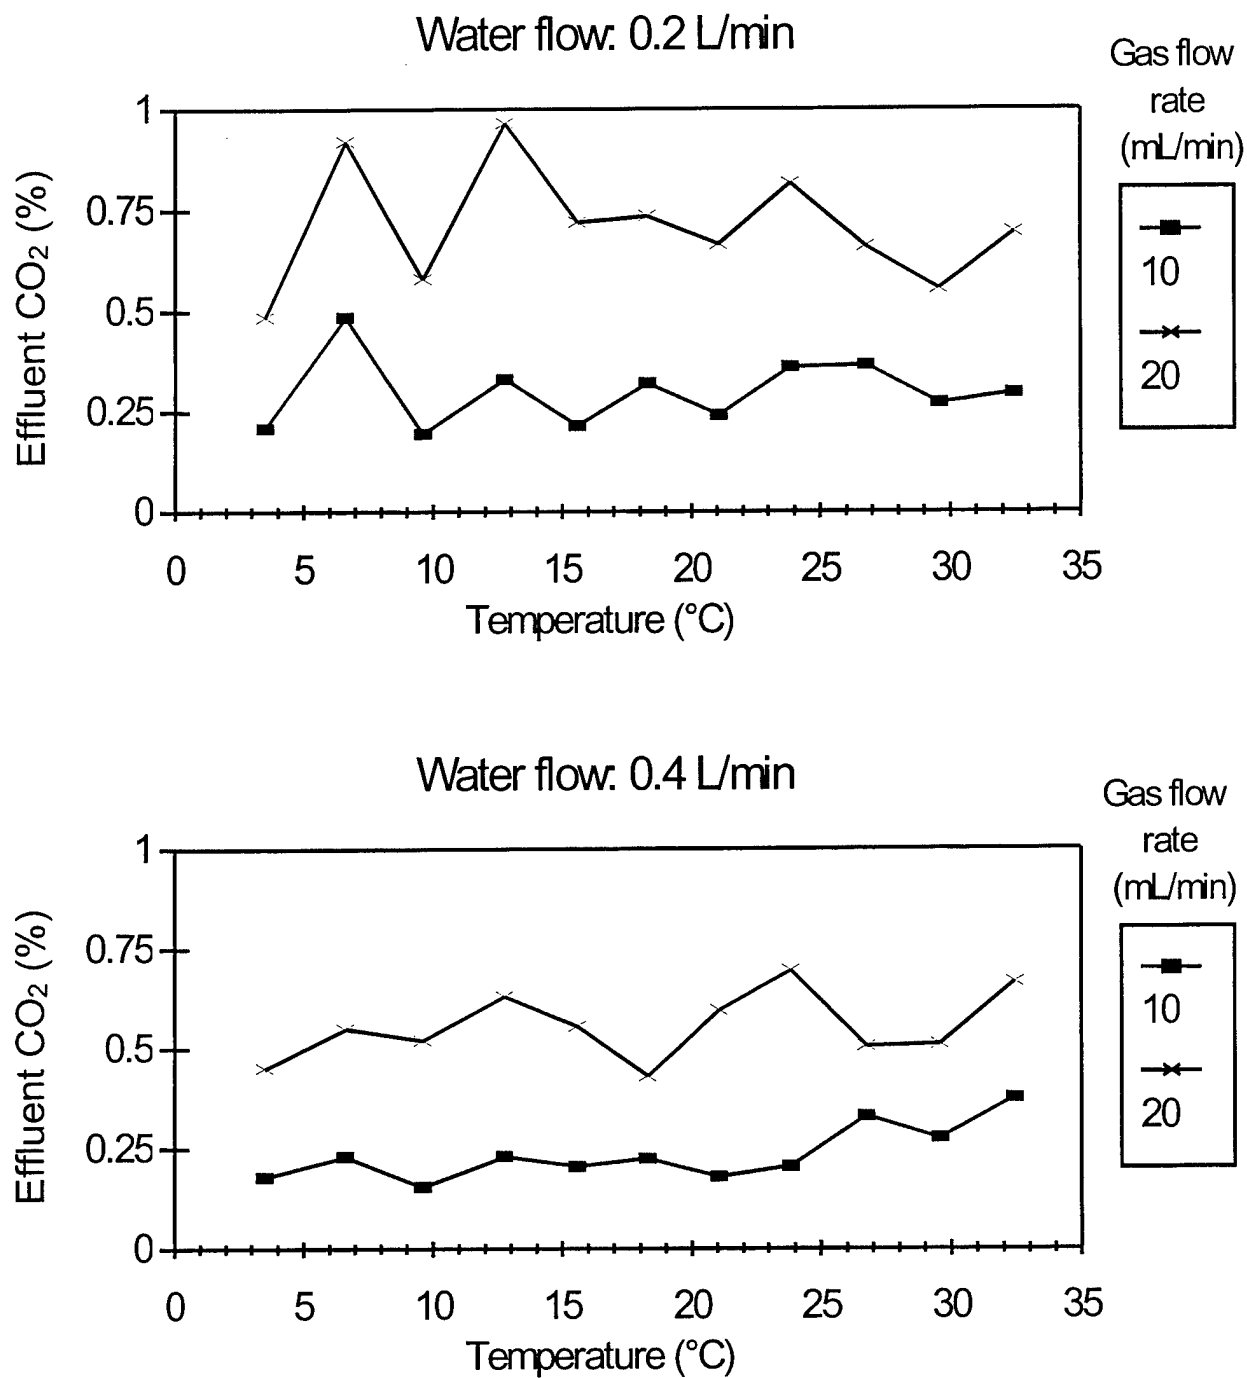 Water flow: 0.2 L/min
Gas flow
rate
(mL/min)
10
20
Effluent CO₂ (%)
1
0.75
0.5
0.25
0
0 5 10 15 20 25 30 35
Temperature (°C)
Water flow: 0.4 L/min
Gas flow
rate
(mL/min)
10
20
Effluent CO₂ (%)
1
0.75
0.5
0.25
0
0 5 10 15 20 25 30 35
Temperature (°C)